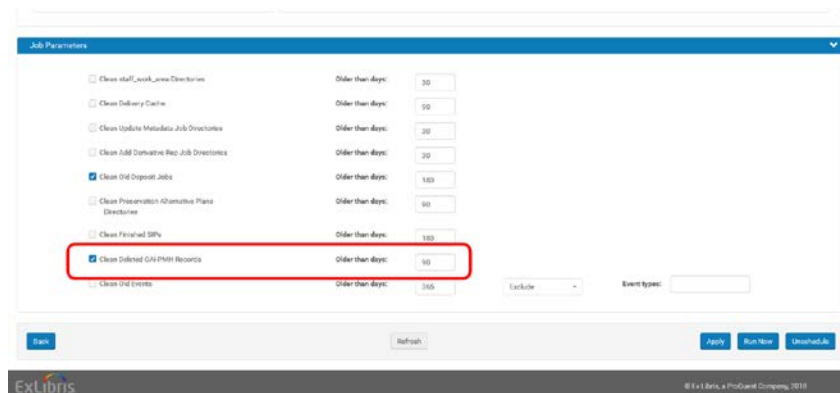 Job Parameters
Clean staff_work_area Directories Older than days: 30
Clean Delivery Cache Older than days: 90
Clean Update Metadata Job Directories Older than days: 30
Clean Add Derivative Rep Job Directories Older than days: 30
Clean Old Deposit Jobs Older than days: 180
Clean Preservation Alternative Plans Older than days: 90
Directories
Clean Finished SIPs Older than days: 180
Clean Deleted OAI-PMH Records Older than days: 90
Clean Old Events Older than days: 365 Exclude Event types:
Back Refresh Apply Run Now Unschedule
ExLibris © Ex Libris, a ProQuest Company, 2018